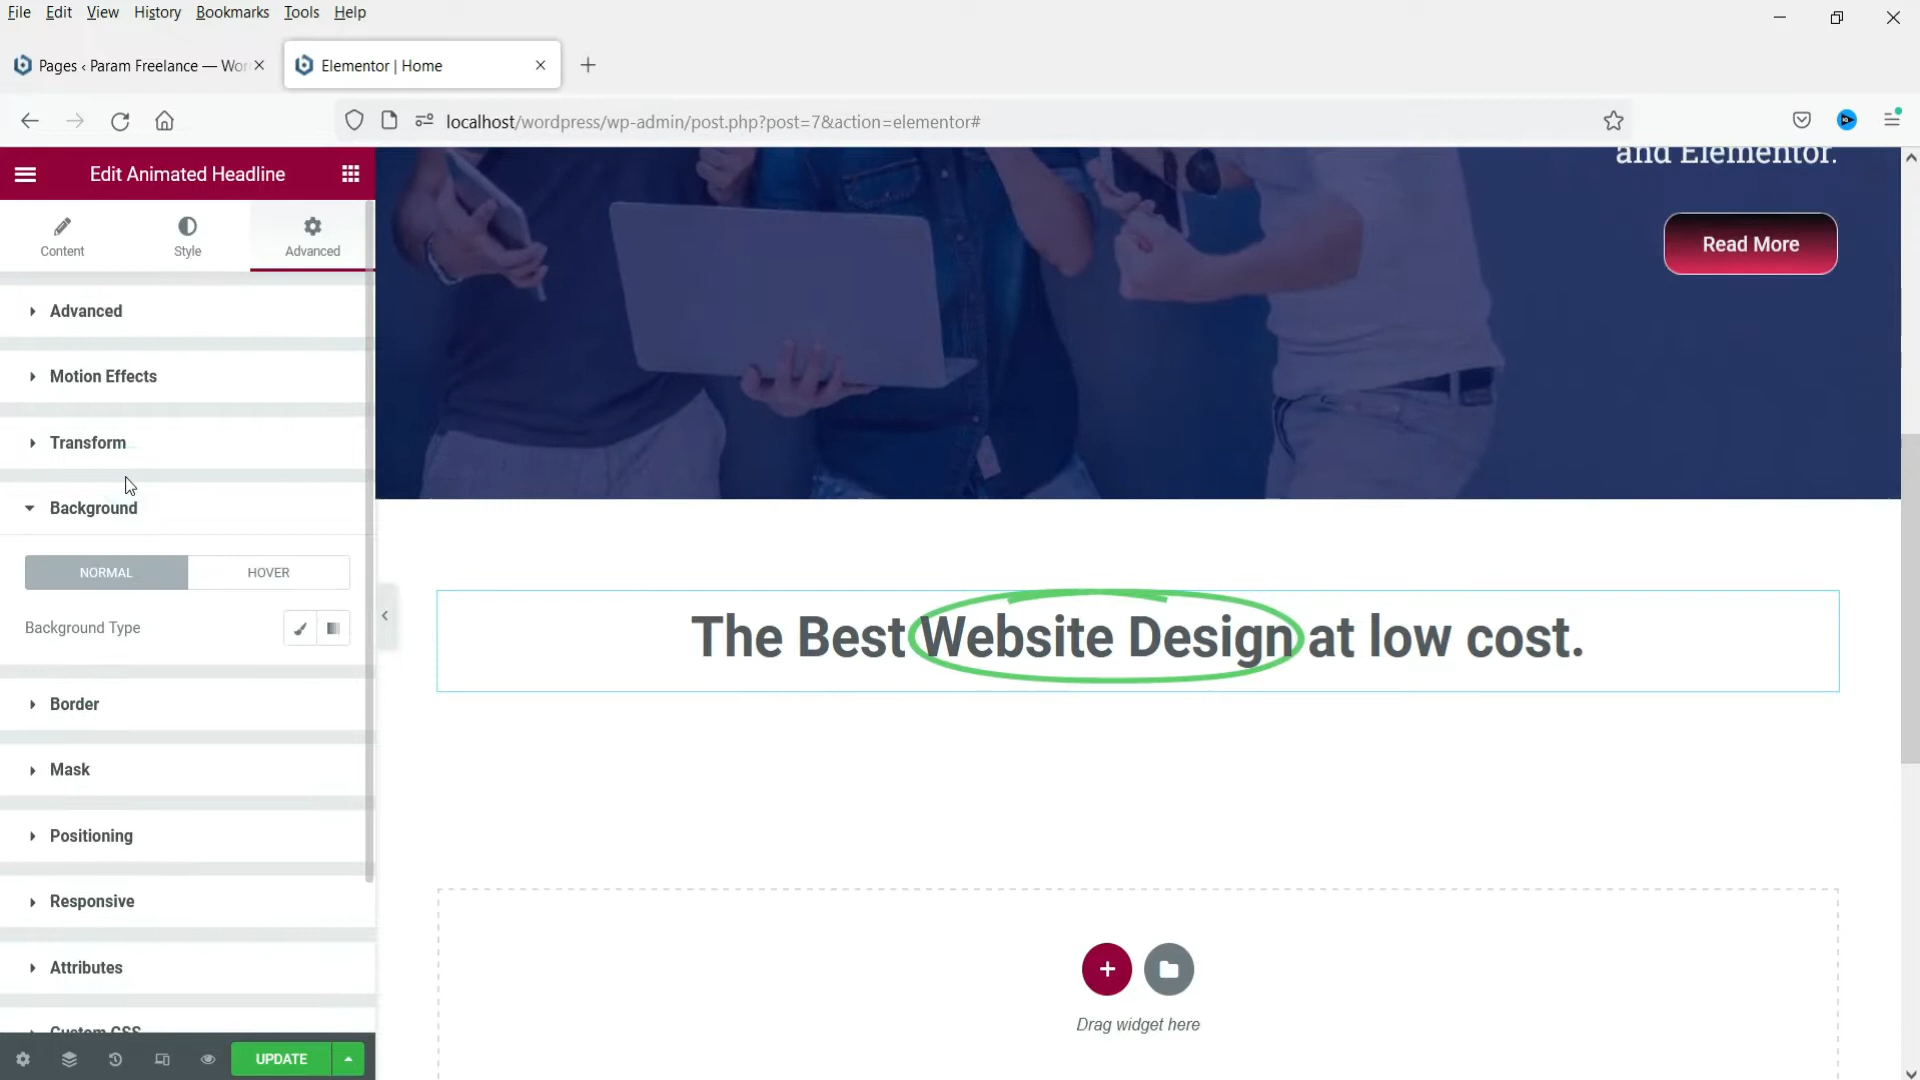 File Edit View History Bookmarks Tools Help
Pages ‹ Param Freelance — Wor
Elementor | Home
localhost/wordpress/wp-admin/post.php?post=7&action=elementor#
Edit Animated Headline
Content Style Advanced
Advanced
Motion Effects
Transform
Background
NORMAL HOVER
Background Type
Border
Mask
Positioning
Responsive
Attributes
Custom CSS
UPDATE
and Elementor.
Read More
The Best Website Design at low cost.
Drag widget here